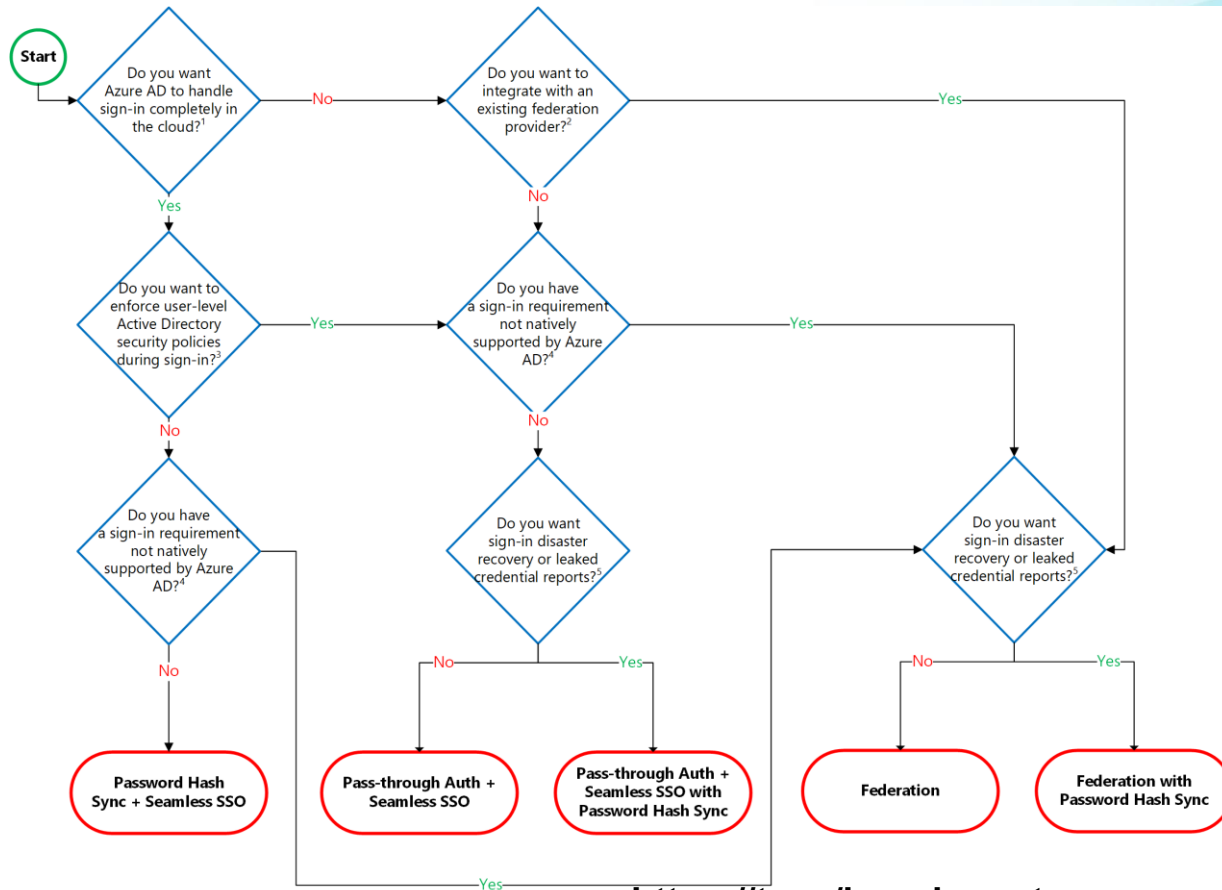 Start
Do you want
Azure AD to handle
sign-in completely in
the cloud?¹
No
Do you want to
integrate with an
existing federation
provider?²
Yes
Yes
No
Do you want to
enforce user-level
Active Directory
security policies
during sign-in?³
Yes
Do you have
a sign-in requirement
not natively
supported by Azure
AD?⁴
Yes
No
No
Do you have
a sign-in requirement
not natively
supported by Azure
AD?⁴
Do you want
sign-in disaster
recovery or leaked
credential reports?⁵
Do you want
sign-in disaster
recovery or leaked
credential reports?⁵
No
No
Yes
No
Yes
Password Hash
Sync + Seamless SSO
Pass-through Auth +
Seamless SSO
Pass-through Auth +
Seamless SSO with
Password Hash Sync
Federation
Federation with
Password Hash Sync
Yes